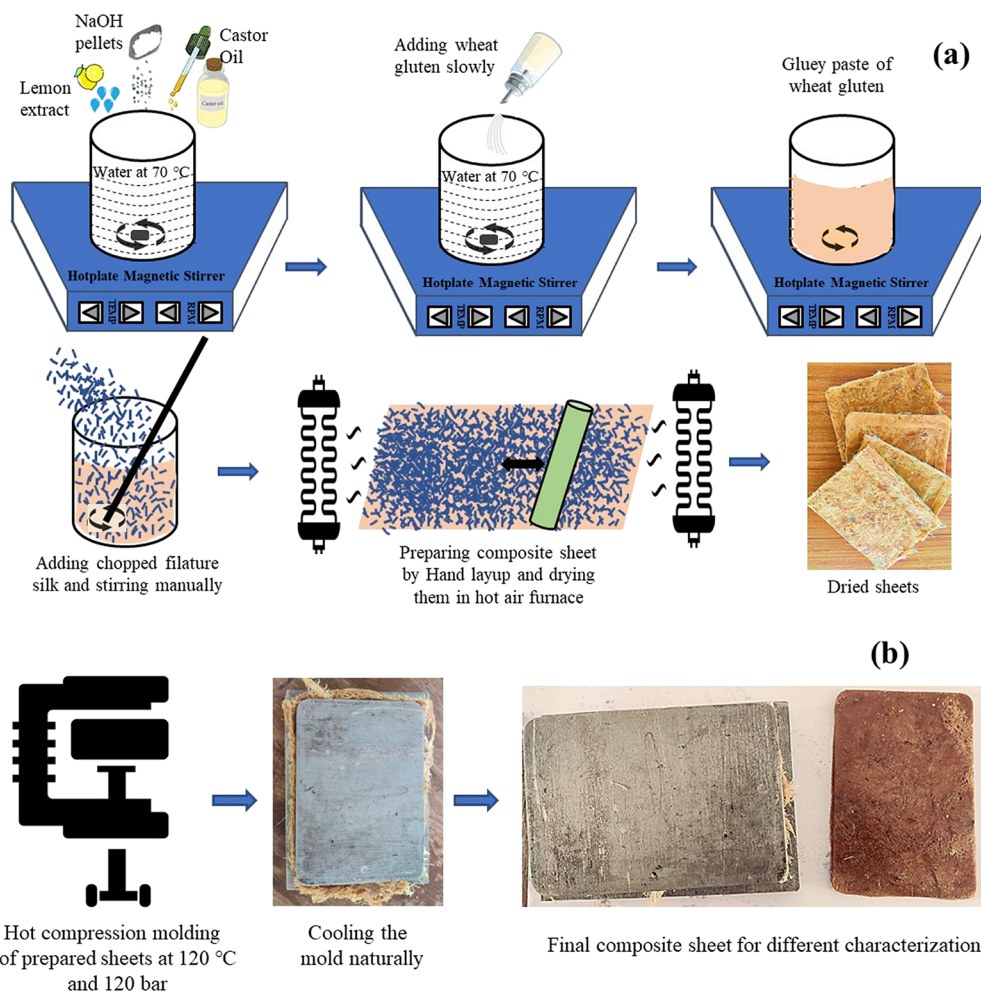 (a)
NaOH
pellets
Castor
Oil
Lemon
extract
Castor oil
Water at 70 °C
Hotplate Magnetic Stirrer
TEMP
RPM
Adding wheat
gluten slowly
Water at 70 °C
Hotplate Magnetic Stirrer
TEMP
RPM
Gluey paste of
wheat gluten
Hotplate Magnetic Stirrer
TEMP
RPM
Adding chopped filature
silk and stirring manually
Preparing composite sheet
by Hand layup and drying
them in hot air furnace
Dried sheets
(b)
Hot compression molding
of prepared sheets at 120 °C
and 120 bar
Cooling the
mold naturally
Final composite sheet for different characterization